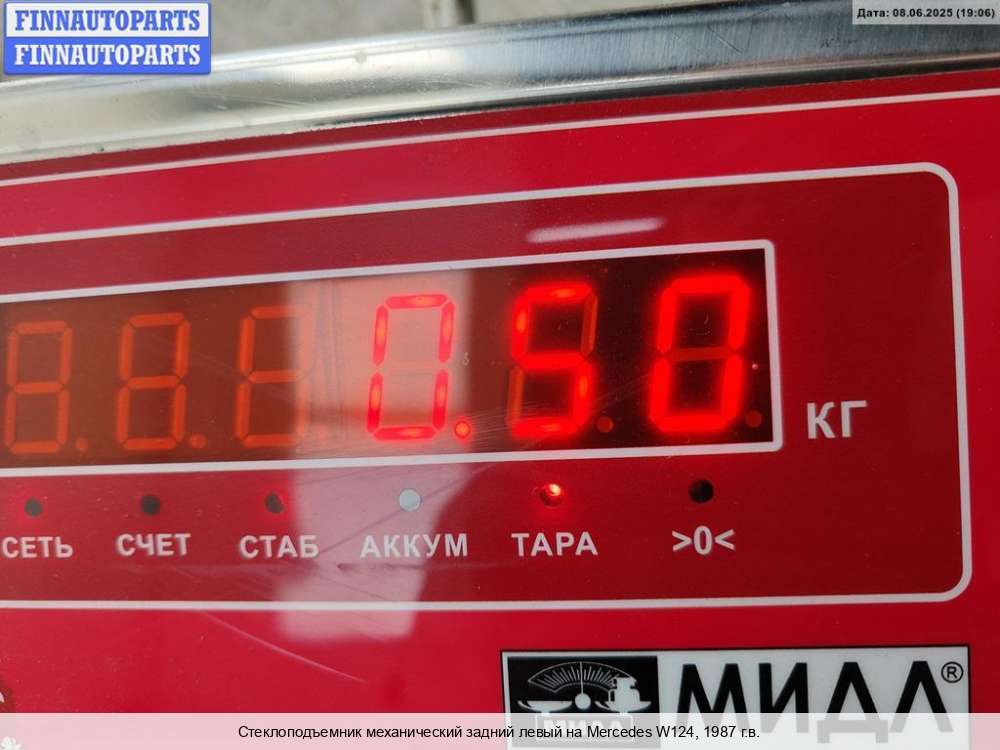 FINNAUTOPARTS
FINNAUTOPARTS
Дата: 08.06.2025 (19:06)
0.50
КГ
СЕТЬ СЧЕТ СТАБ АККУМ ТАРА >0<
МИДЛ®
МИДЛ
Стеклоподъемник механический задний левый на Mercedes W124, 1987 г.в.